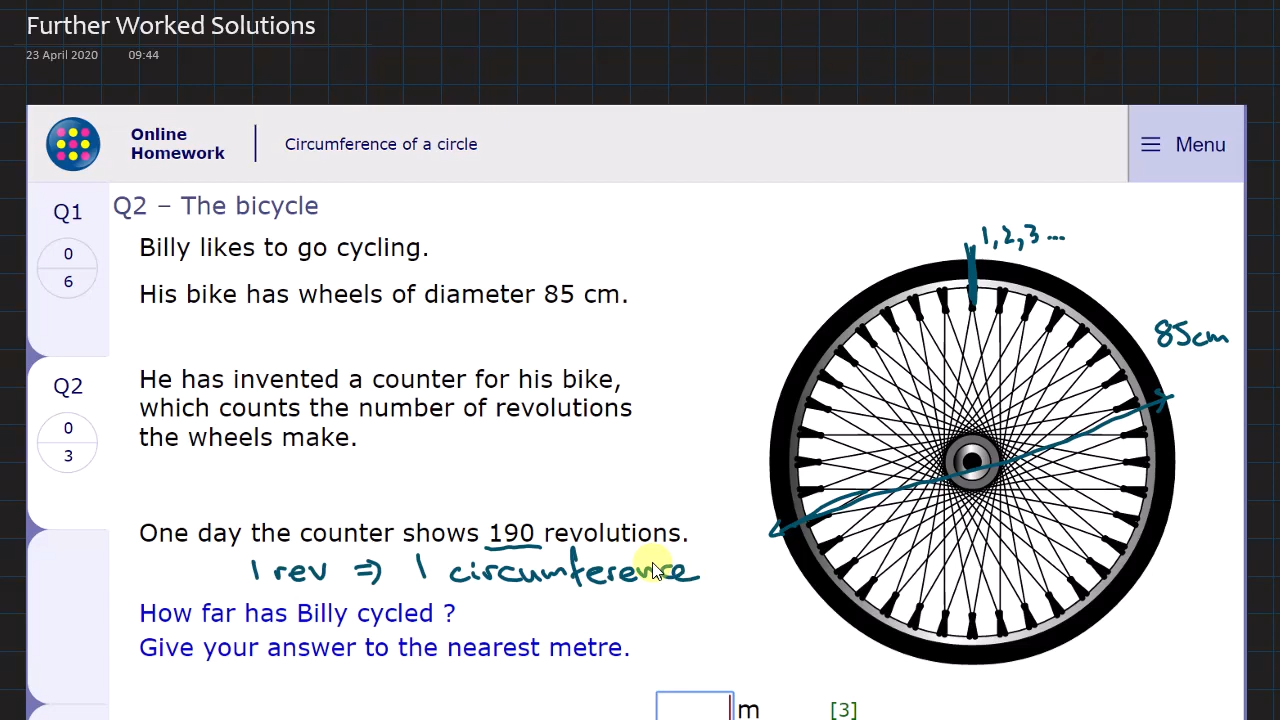 Further Worked Solutions
23 April 2020 09:44
Online
Homework
Circumference of a circle
Menu
Q1
0
6
Q2 – The bicycle
Billy likes to go cycling.
His bike has wheels of diameter 85 cm.
1,2,3...
85cm
Q2
0
3
He has invented a counter for his bike,
which counts the number of revolutions
the wheels make.
One day the counter shows 190 revolutions.
1 rev ⇒ 1 circumference
How far has Billy cycled ?
Give your answer to the nearest metre.
m [3]